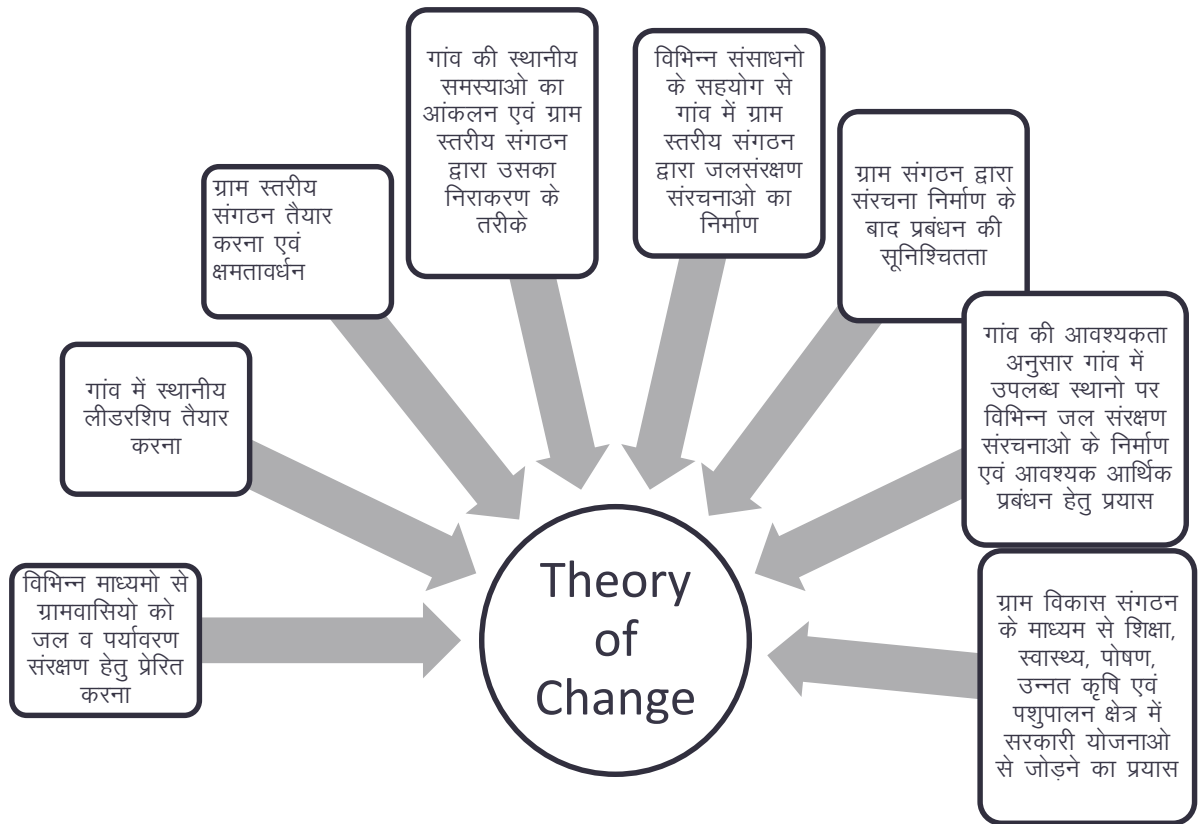 विभिन्न माध्यमो से
ग्रामवासियो को
जल व पर्यावरण
संरक्षण हेतु प्रेरित
करना
गांव में स्थानीय
लीडरशिप तैयार
करना
ग्राम स्तरीय
संगठन तैयार
करना एवं
क्षमतावर्धन
गांव की स्थानीय
समस्याओ का
आंकलन एवं ग्राम
स्तरीय संगठन
द्वारा उसका
निराकरण के
तरीके
विभिन्न संसाधनो
के सहयोग से
गांव में ग्राम
स्तरीय संगठन
द्वारा जलसंरक्षण
संरचनाओ का
निर्माण
ग्राम संगठन द्वारा
संरचना निर्माण के
बाद प्रबंधन की
सूनिश्चितता
गांव की आवश्यकता
अनुसार गांव में
उपलब्ध स्थानो पर
विभिन्न जल संरक्षण
संरचनाओ के निर्माण
एवं आवश्यक आर्थिक
प्रबंधन हेतु प्रयास
ग्राम विकास संगठन
के माध्यम से शिक्षा,
स्वास्थ्य, पोषण,
उन्नत कृषि एवं
पशुपालन क्षेत्र में
सरकारी योजनाओ
से जोड़ने का प्रयास
Theory
of
Change